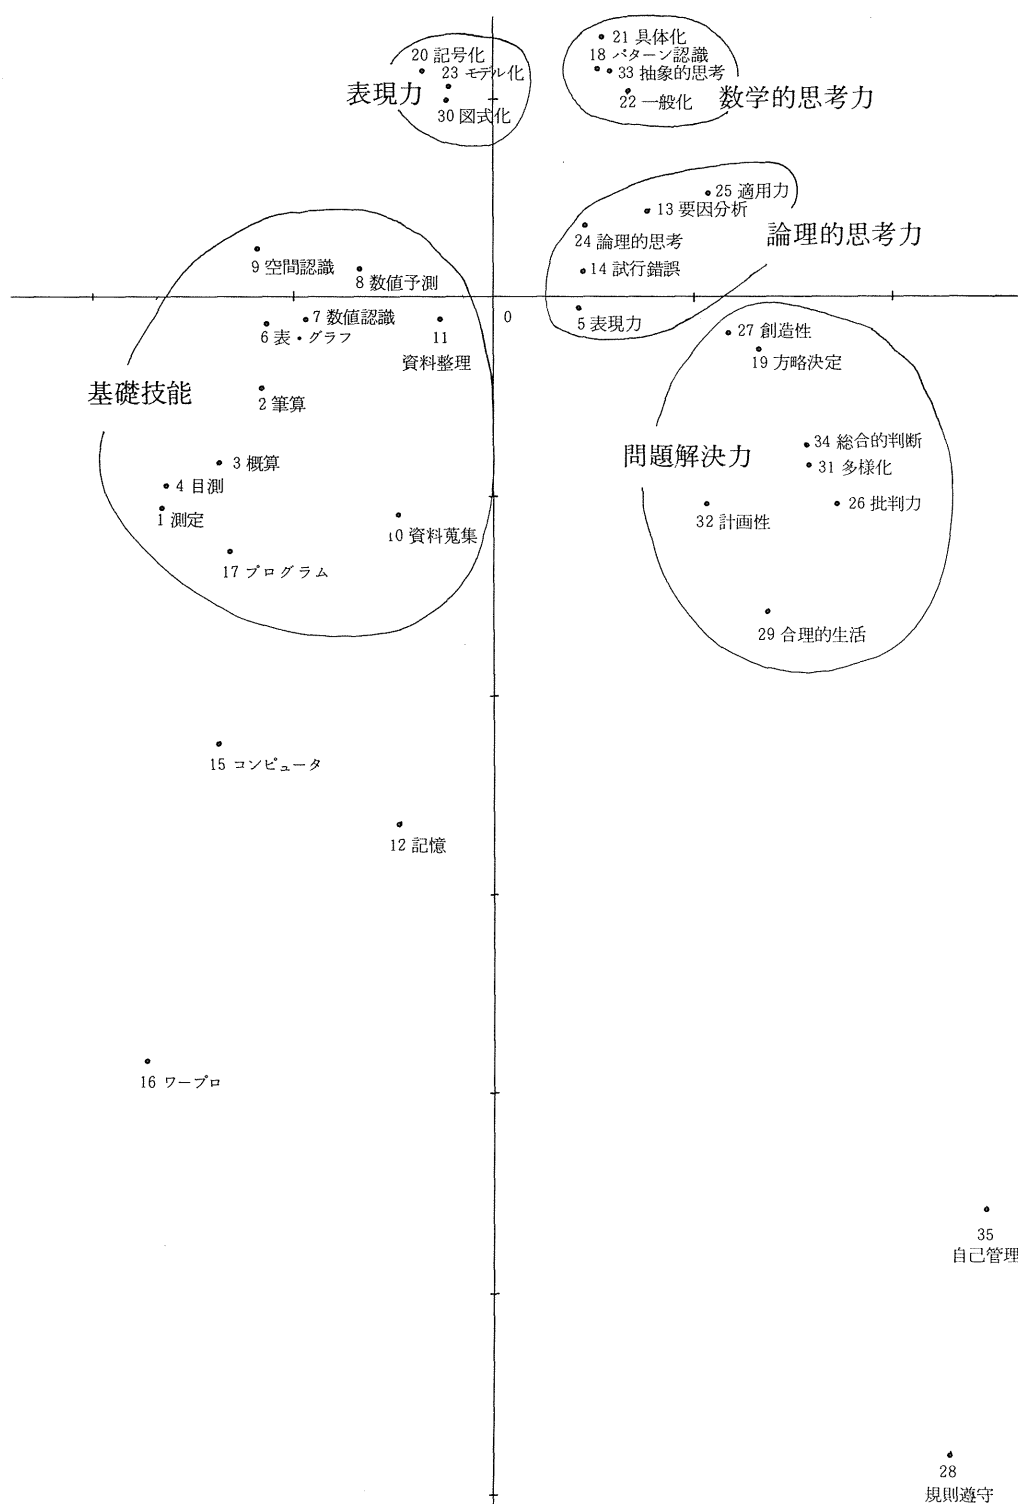 21 具体化
20 記号化
18 パターン認識
23 モデル化
33 抽象的思考
表現力
22 一般化
数学的思考力
30 図式化
25 適用力
13 要因分析
論理的思考力
24 論理的思考
9 空間認識
14 試行錯誤
8 数値予測
7 数値認識
0
5 表現力
6 表・グラフ
11
資料整理
27 創造性
19 方略決定
基礎技能
2 筆算
34 総合的判断
問題解決力
3 概算
31 多様化
4 目測
26 批判力
1 測定
32 計画性
10 資料蒐集
17 プログラム
29 合理的生活
15 コンピュータ
12 記憶
16 ワープロ
35
自己管理
28
規則遵守